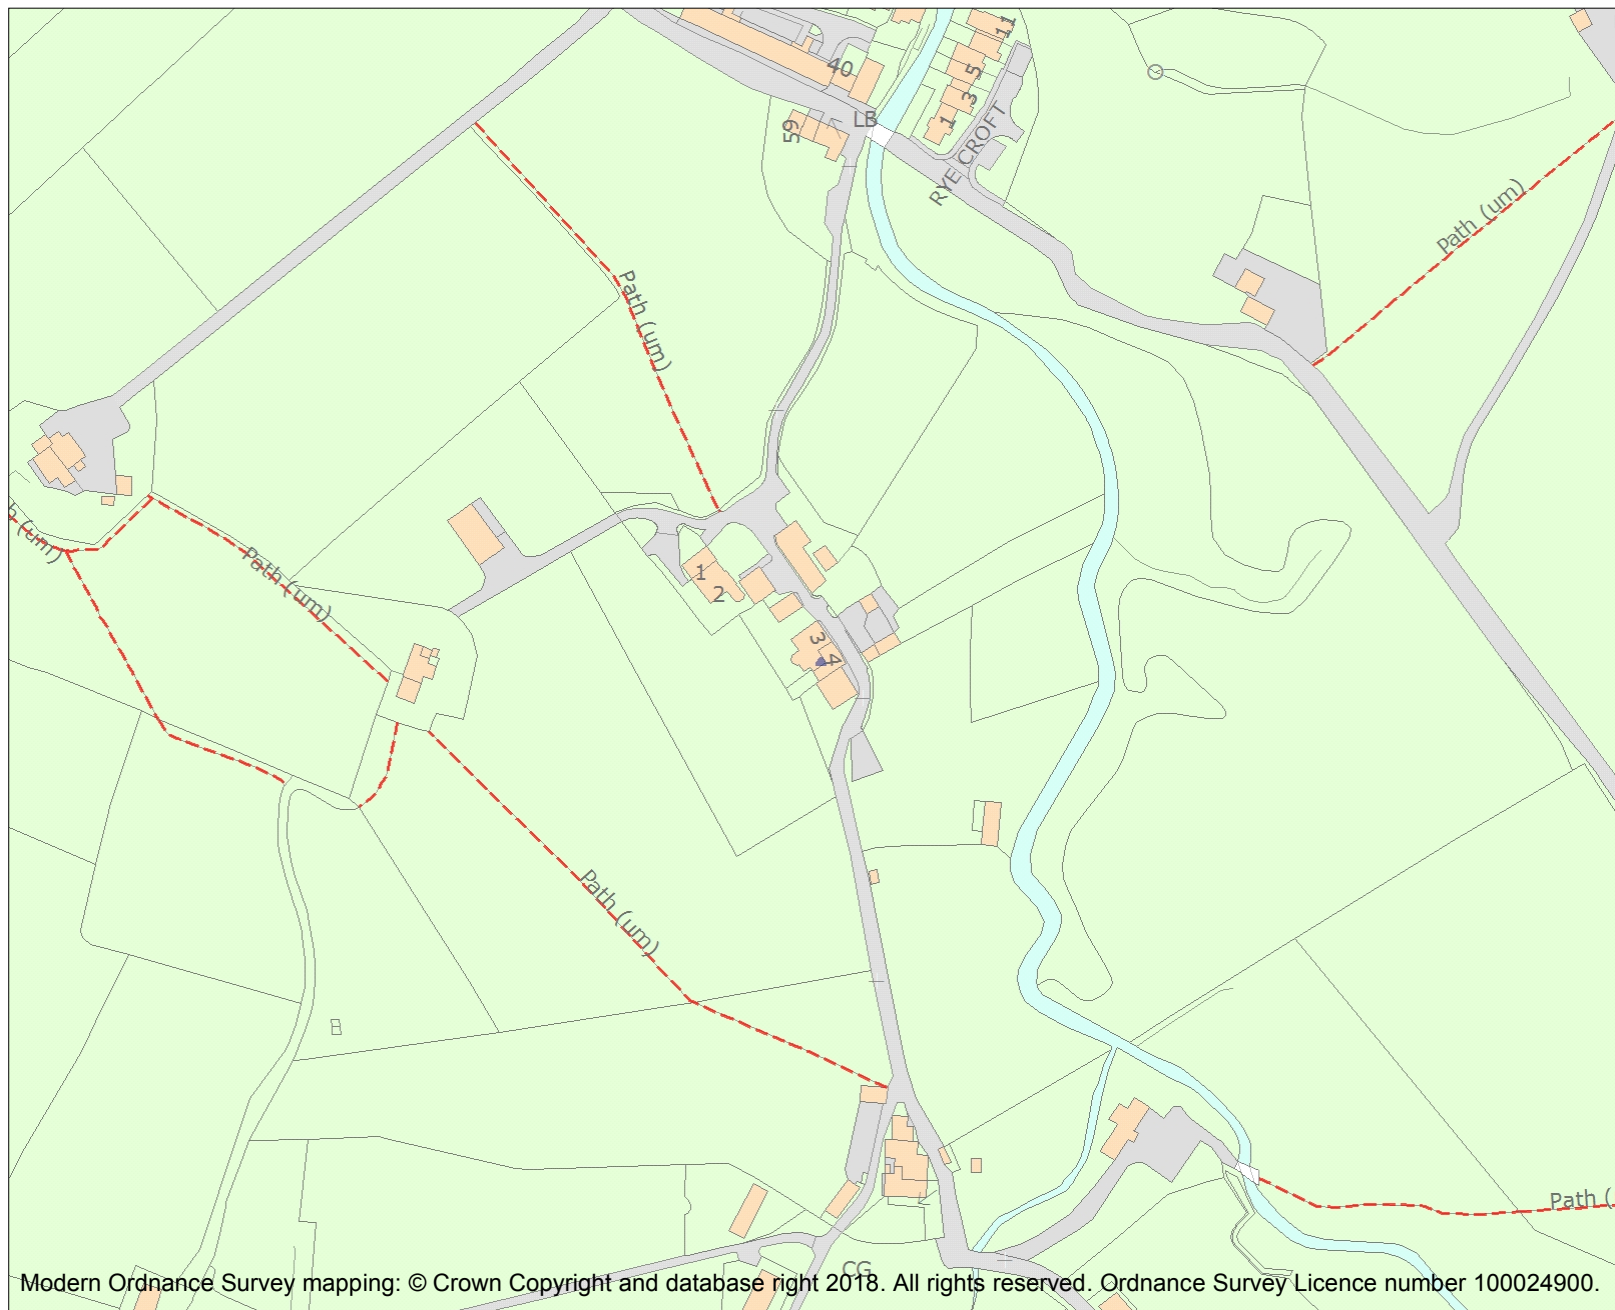 11
40
5
3
LB
59
1
RYE CROFT
Path (um)
Path (um)
h (um)
Path (um)
1
2
3
4
Path (um)
Path (
CG
Modern Ordnance Survey mapping: © Crown Copyright and database right 2018. All rights reserved. Ordnance Survey Licence number 100024900.